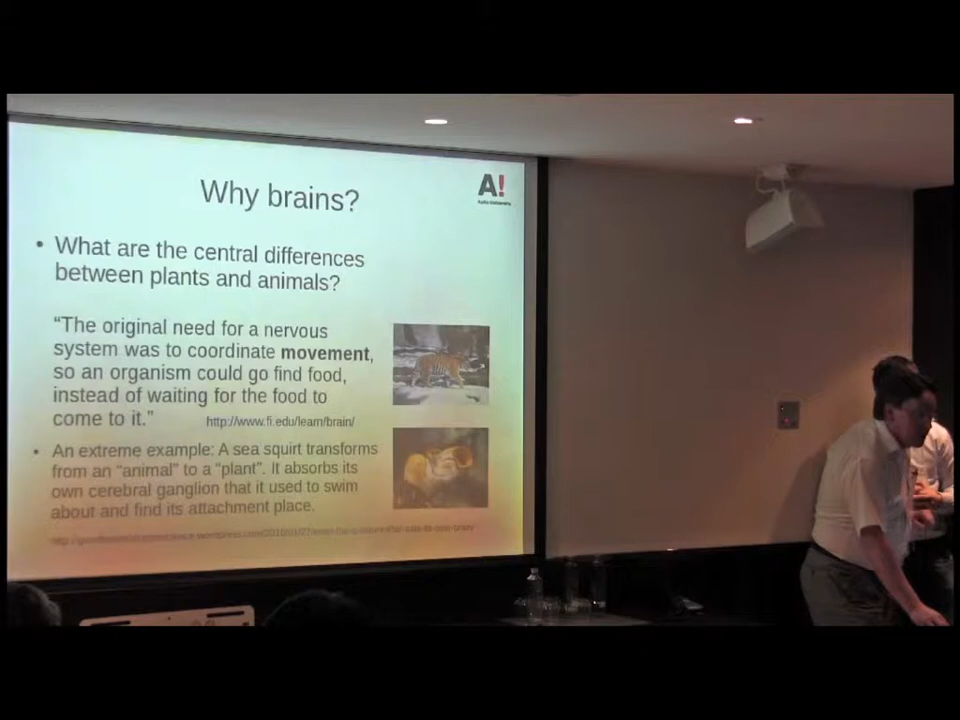 Why brains?
A!
Aalto University
• What are the central differences
between plants and animals?
“The original need for a nervous
system was to coordinate movement,
so an organism could go find food,
instead of waiting for the food to
come to it.” http://www.fi.edu/learn/brain/
• An extreme example: A sea squirt transforms
from an “animal” to a “plant”. It absorbs its
own cerebral ganglion that it used to swim
about and find its attachment place.